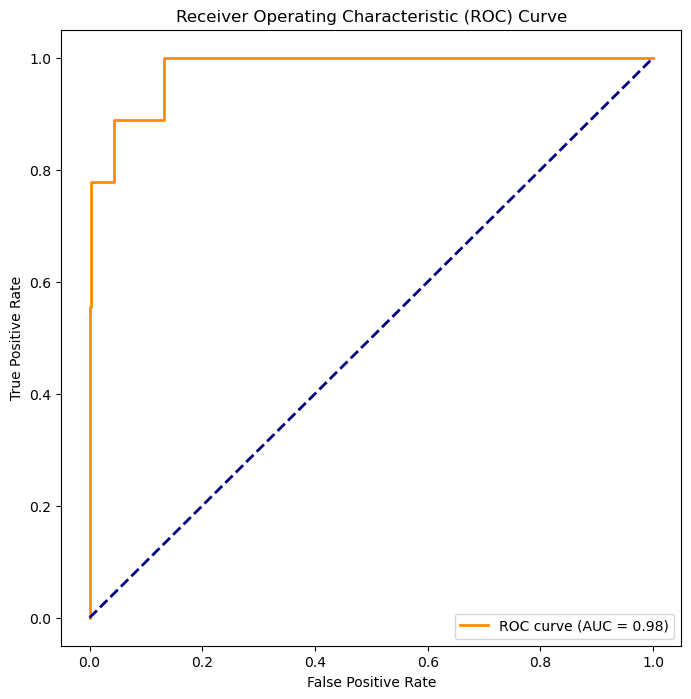 Receiver Operating Characteristic (ROC) Curve
True Positive Rate
1.0
0.8
0.6
0.4
0.2
0.0
ROC curve (AUC = 0.98)
0.0 0.2 0.4 0.6 0.8 1.0
False Positive Rate